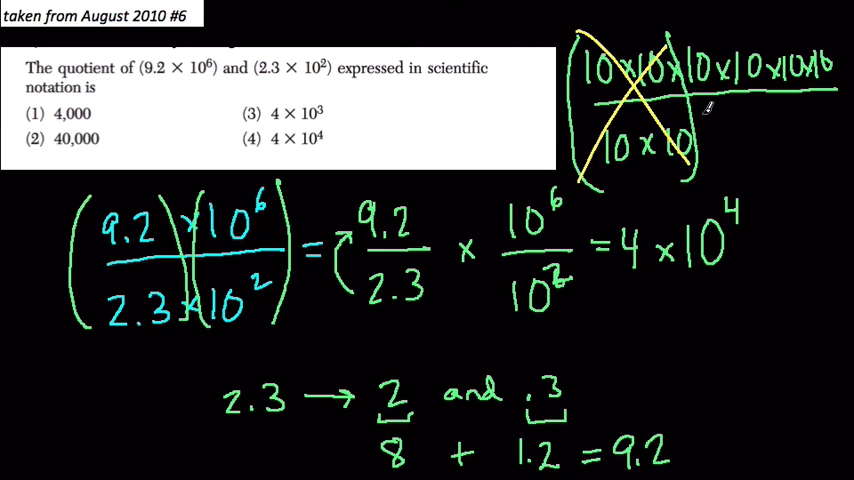 taken from August 2010 #6
The quotient of (9.2 × 10⁶) and (2.3 × 10²) expressed in scientific
notation is
(1) 4,000 (3) 4 × 10³
(2) 40,000 (4) 4 × 10⁴
(10 × 10 × 10 × 10 × 10 × 10
10 × 10)
(9.2) × (10⁶) = 9.2 × 10⁶ = 4 × 10⁴
(2.3) × (10²) 2.3 10²
2.3 → 2 and .3
8 + 1.2 = 9.2